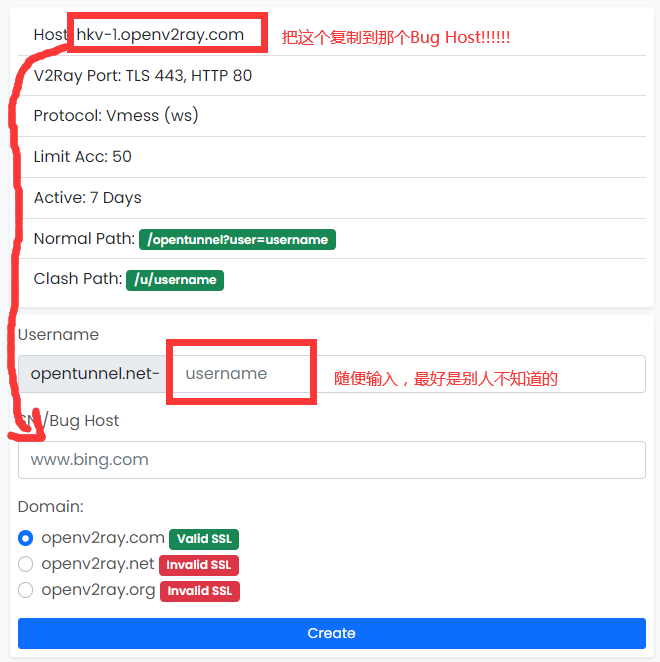 Host: hkv-1.openv2ray.com 把这个复制到那个Bug Host!!!!!!
V2Ray Port: TLS 443, HTTP 80
Protocol: Vmess (ws)
Limit Acc: 50
Active: 7 Days
Normal Path: /opentunnel?user=username
Clash Path: /u/username
Username
opentunnel.net- username 随便输入，最好是别人不知道的
SNI/Bug Host
www.bing.com
Domain:
openv2ray.com Valid SSL
openv2ray.net Invalid SSL
openv2ray.org Invalid SSL
Create